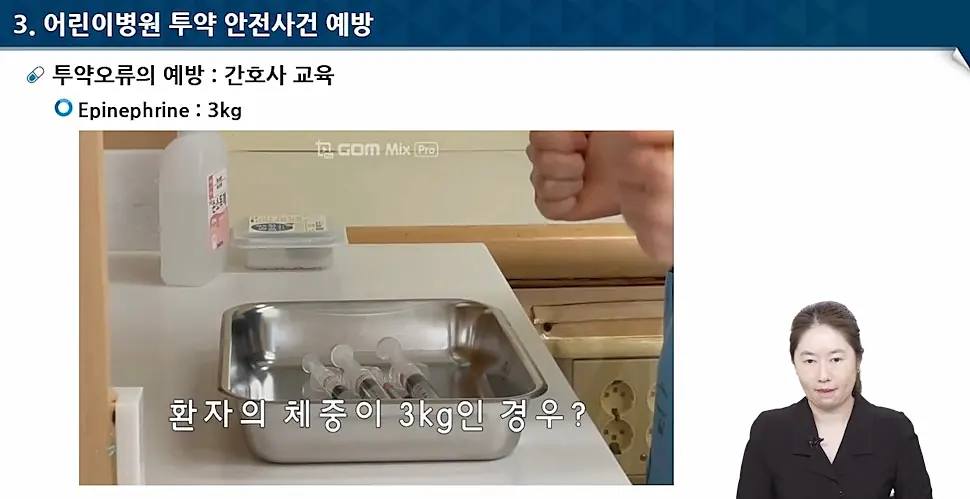 3. 어린이병원 투약 안전사건 예방
투약오류의 예방 : 간호사 교육
Epinephrine : 3kg
GOM Mix Pro
환자의 체중이 3kg인 경우?